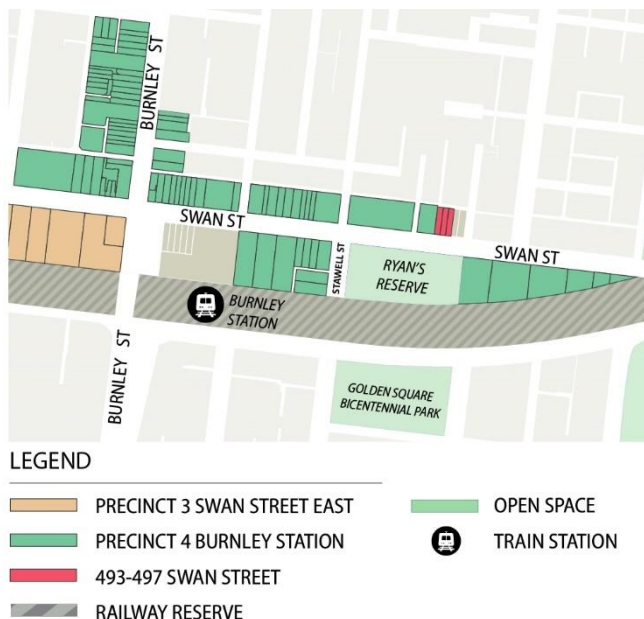 BURNLEY ST
SWAN ST
SWAN ST
STAWELL ST
RYAN'S
RESERVE
BURNLEY
STATION
BURNLEY ST
GOLDEN SQUARE
BICENTENNIAL PARK
LEGEND
PRECINCT 3 SWAN STREET EAST
OPEN SPACE
PRECINCT 4 BURNLEY STATION
TRAIN STATION
493-497 SWAN STREET
RAILWAY RESERVE